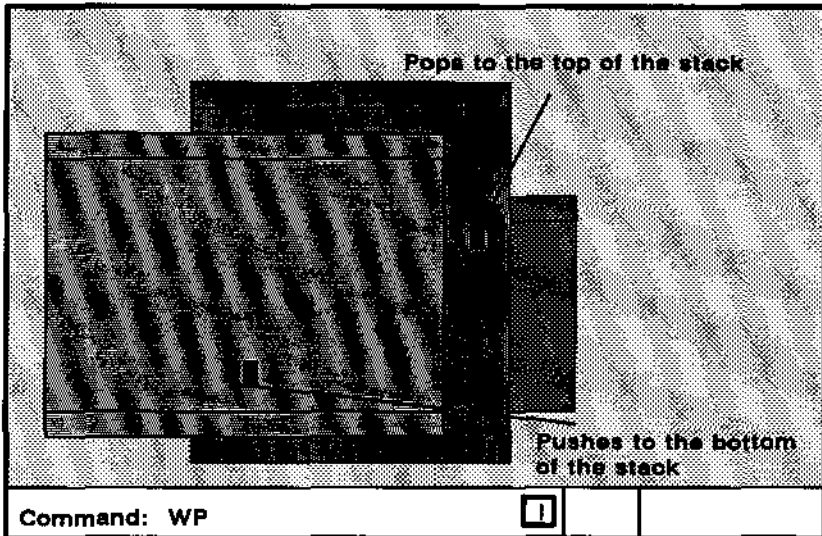 Pops to the top of the stack
Pushes to the bottom
of the stack
Command: WP